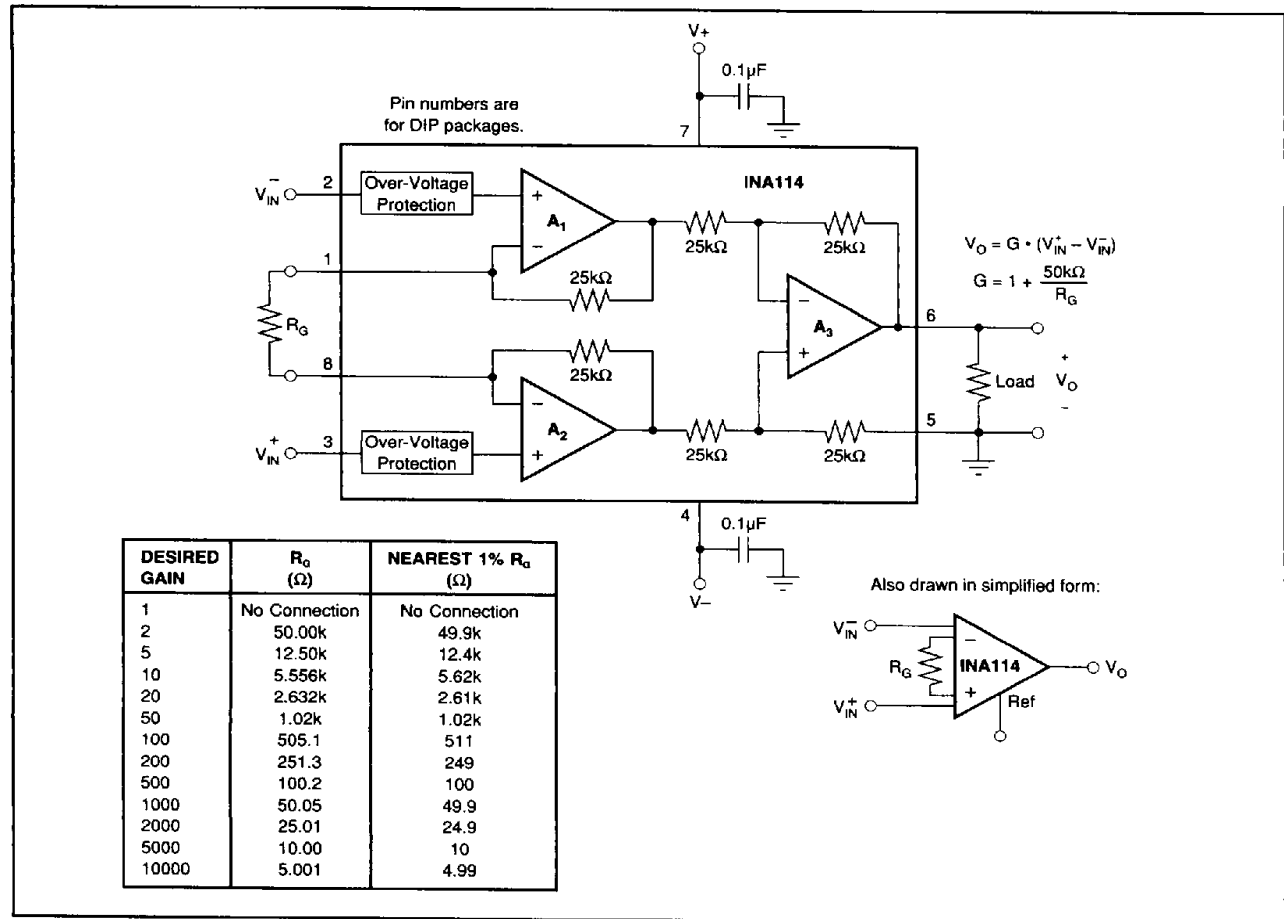 V+
0.1µF
Pin numbers are
for DIP packages.
7
INA114
2
V⁻IN
Over-Voltage
Protection
+
A₁
−
1
25kΩ
25kΩ
25kΩ
V_O = G • (V⁺IN − V⁻IN)
G = 1 + 50kΩ/R_G
R_G
−
A₃
+
6
8
25kΩ
−
A₂
+
Load
+
V_O
-
5
3
V⁺IN
Over-Voltage
Protection
25kΩ
25kΩ
4
0.1µF
V−
DESIRED GAIN | R_G (Ω) | NEAREST 1% R_G (Ω)
1 | No Connection | No Connection
2 | 50.00k | 49.9k
5 | 12.50k | 12.4k
10 | 5.556k | 5.62k
20 | 2.632k | 2.61k
50 | 1.02k | 1.02k
100 | 505.1 | 511
200 | 251.3 | 249
500 | 100.2 | 100
1000 | 50.05 | 49.9
2000 | 25.01 | 24.9
5000 | 10.00 | 10
10000 | 5.001 | 4.99
Also drawn in simplified form:
V⁻IN
−
R_G
INA114
V_O
+
V⁺IN
Ref